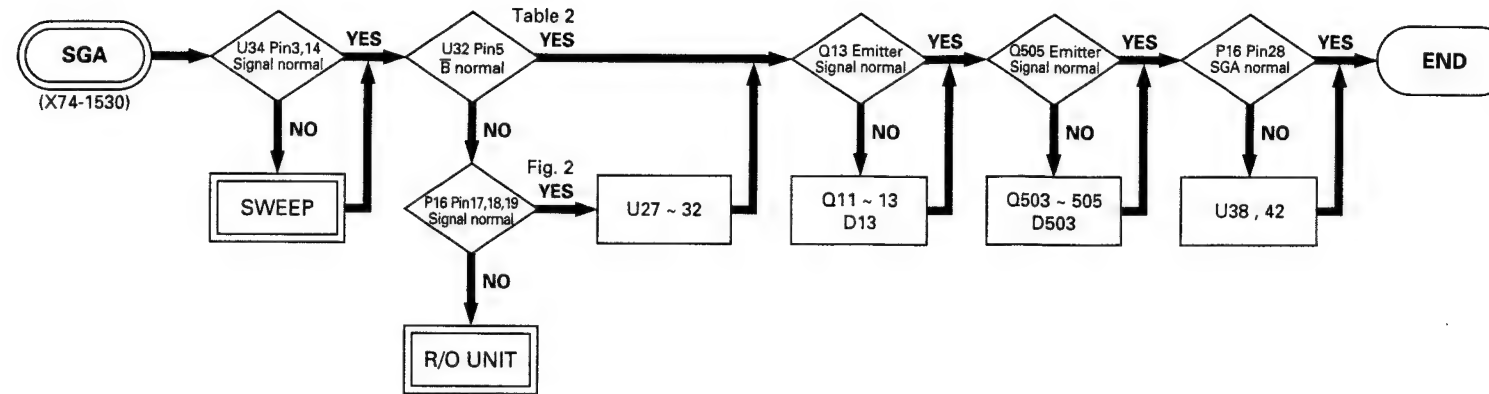 SGA
(X74-1530)
U34 Pin3,14
Signal normal
YES
NO
SWEEP
Table 2
U32 Pin5
B̅ normal
YES
NO
Fig. 2
P16 Pin17,18,19
Signal normal
YES
NO
U27 ~ 32
R/O UNIT
Q13 Emitter
Signal normal
YES
NO
Q11 ~ 13
D13
Q505 Emitter
Signal normal
YES
NO
Q503 ~ 505
D503
P16 Pin28
SGA normal
YES
NO
U38 , 42
END